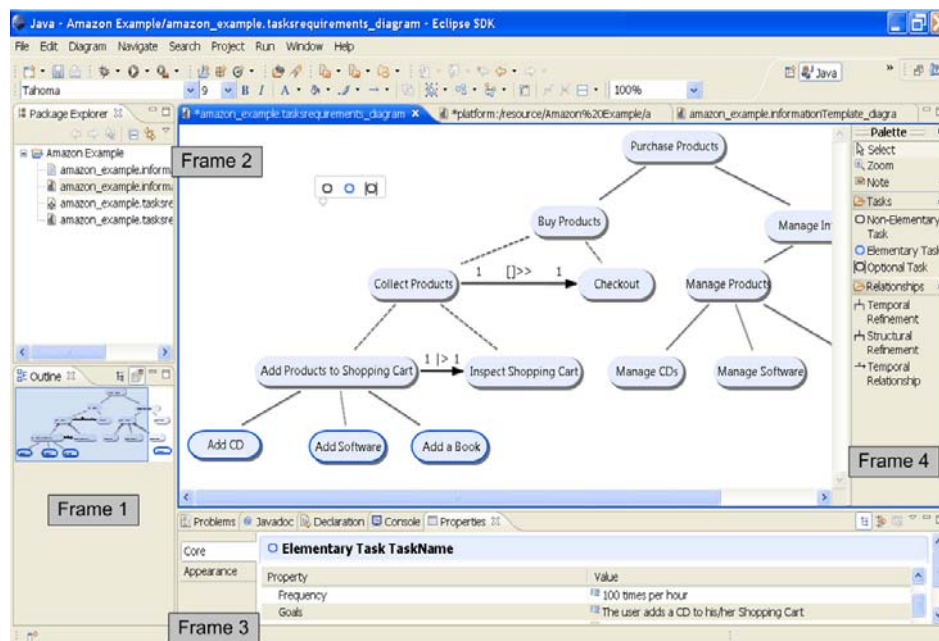 Java - Amazon Example/amazon_example.tasksrequirements_diagram - Eclipse SDK
File Edit Diagram Navigate Search Project Run Window Help
Java
Tahoma 9 B I A 100%
Package Explorer
Amazon Example
amazon_example.inform
amazon_example.informa
amazon_example.tasksre
amazon_example.tasksre
Outline
Frame 1
*amazon_example.tasksrequirements_diagram
*platform:/resource/Amazon%20Example/a
amazon_example.informationTemplate_diagra
Frame 2
Purchase Products
Buy Products
Manage In
Collect Products
1 []>> 1
Checkout
Manage Products
Add Products to Shopping Cart
1 |> 1
Inspect Shopping Cart
Manage CDs
Manage Software
Add CD
Add Software
Add a Book
Palette
Select
Zoom
Note
Tasks
Non-Elementary
Task
Elementary Task
Optional Task
Relationships
Temporal
Refinement
Structural
Refinement
Temporal
Relationship
Frame 4
Problems
Javadoc
Declaration
Console
Properties
Core
Appearance
Elementary Task TaskName
Property Value
Frequency 100 times per hour
Goals The user adds a CD to his/her Shopping Cart
Frame 3